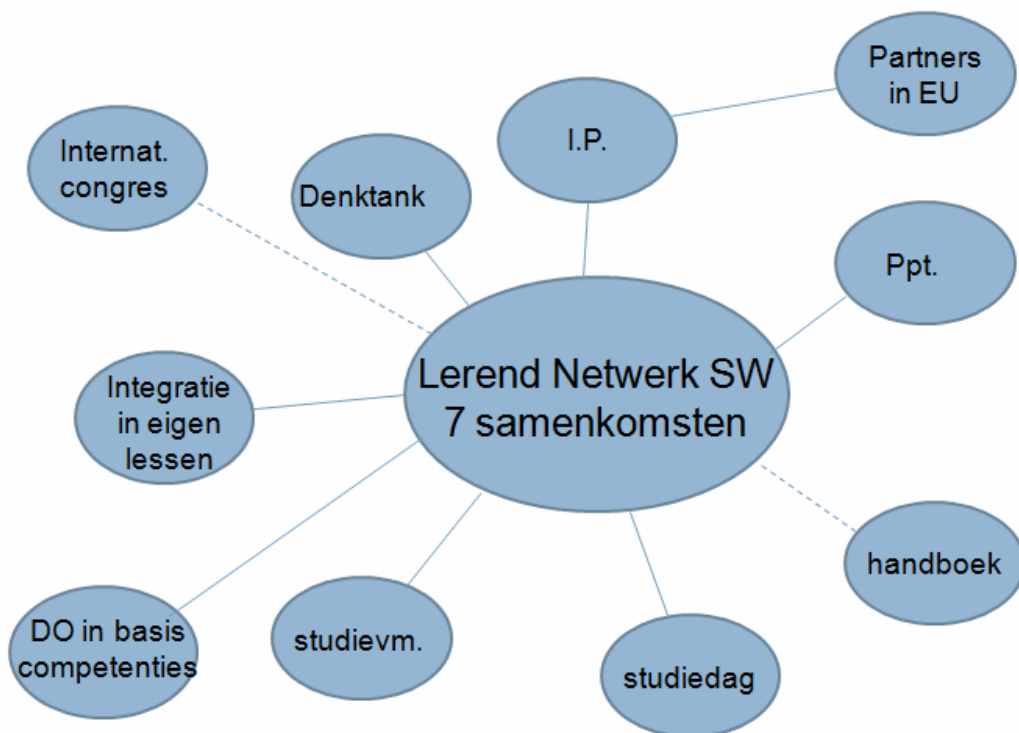 Partners
in EU
I.P.
Internat.
congres
Denktank
Ppt.
Lerend Netwerk SW
7 samenkomsten
Integratie
in eigen
lessen
handboek
DO in basis
competenties
studievm.
studiedag